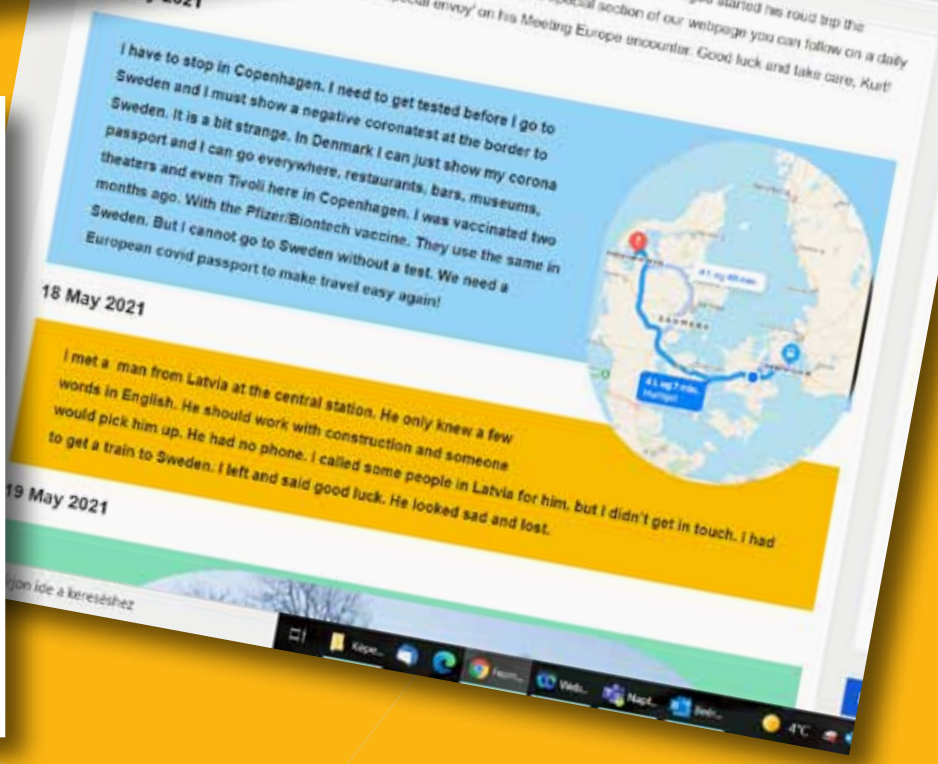 May 2021
started his roud trip the
special section of our webpage you can follow on a daily
special envoy' on his Meeting Europe encounter. Good luck and take care, Kurt!
I have to stop in Copenhagen. I need to get tested before I go to
Sweden and I must show a negative coronatest at the border to
Sweden. It is a bit strange. In Denmark I can just show my corona
passport and I can go everywhere, restaurants, bars, museums,
theaters and even Tivoli here in Copenhagen. I was vaccinated two
months ago. With the Pfizer/Biontech vaccine. They use the same in
Sweden. But I cannot go to Sweden without a test. We need a
European covid passport to make travel easy again!
DANMARK
18 May 2021
I met a man from Latvia at the central station. He only knew a few
words in English. He should work with construction and someone
would pick him up. He had no phone. I called some people in Latvia for him, but I didn't get in touch. I had
to get a train to Sweden. I left and said good luck. He looked sad and lost.
19 May 2021
jon ide a kereséshez
Képe...
Web...
Napt...
4°C